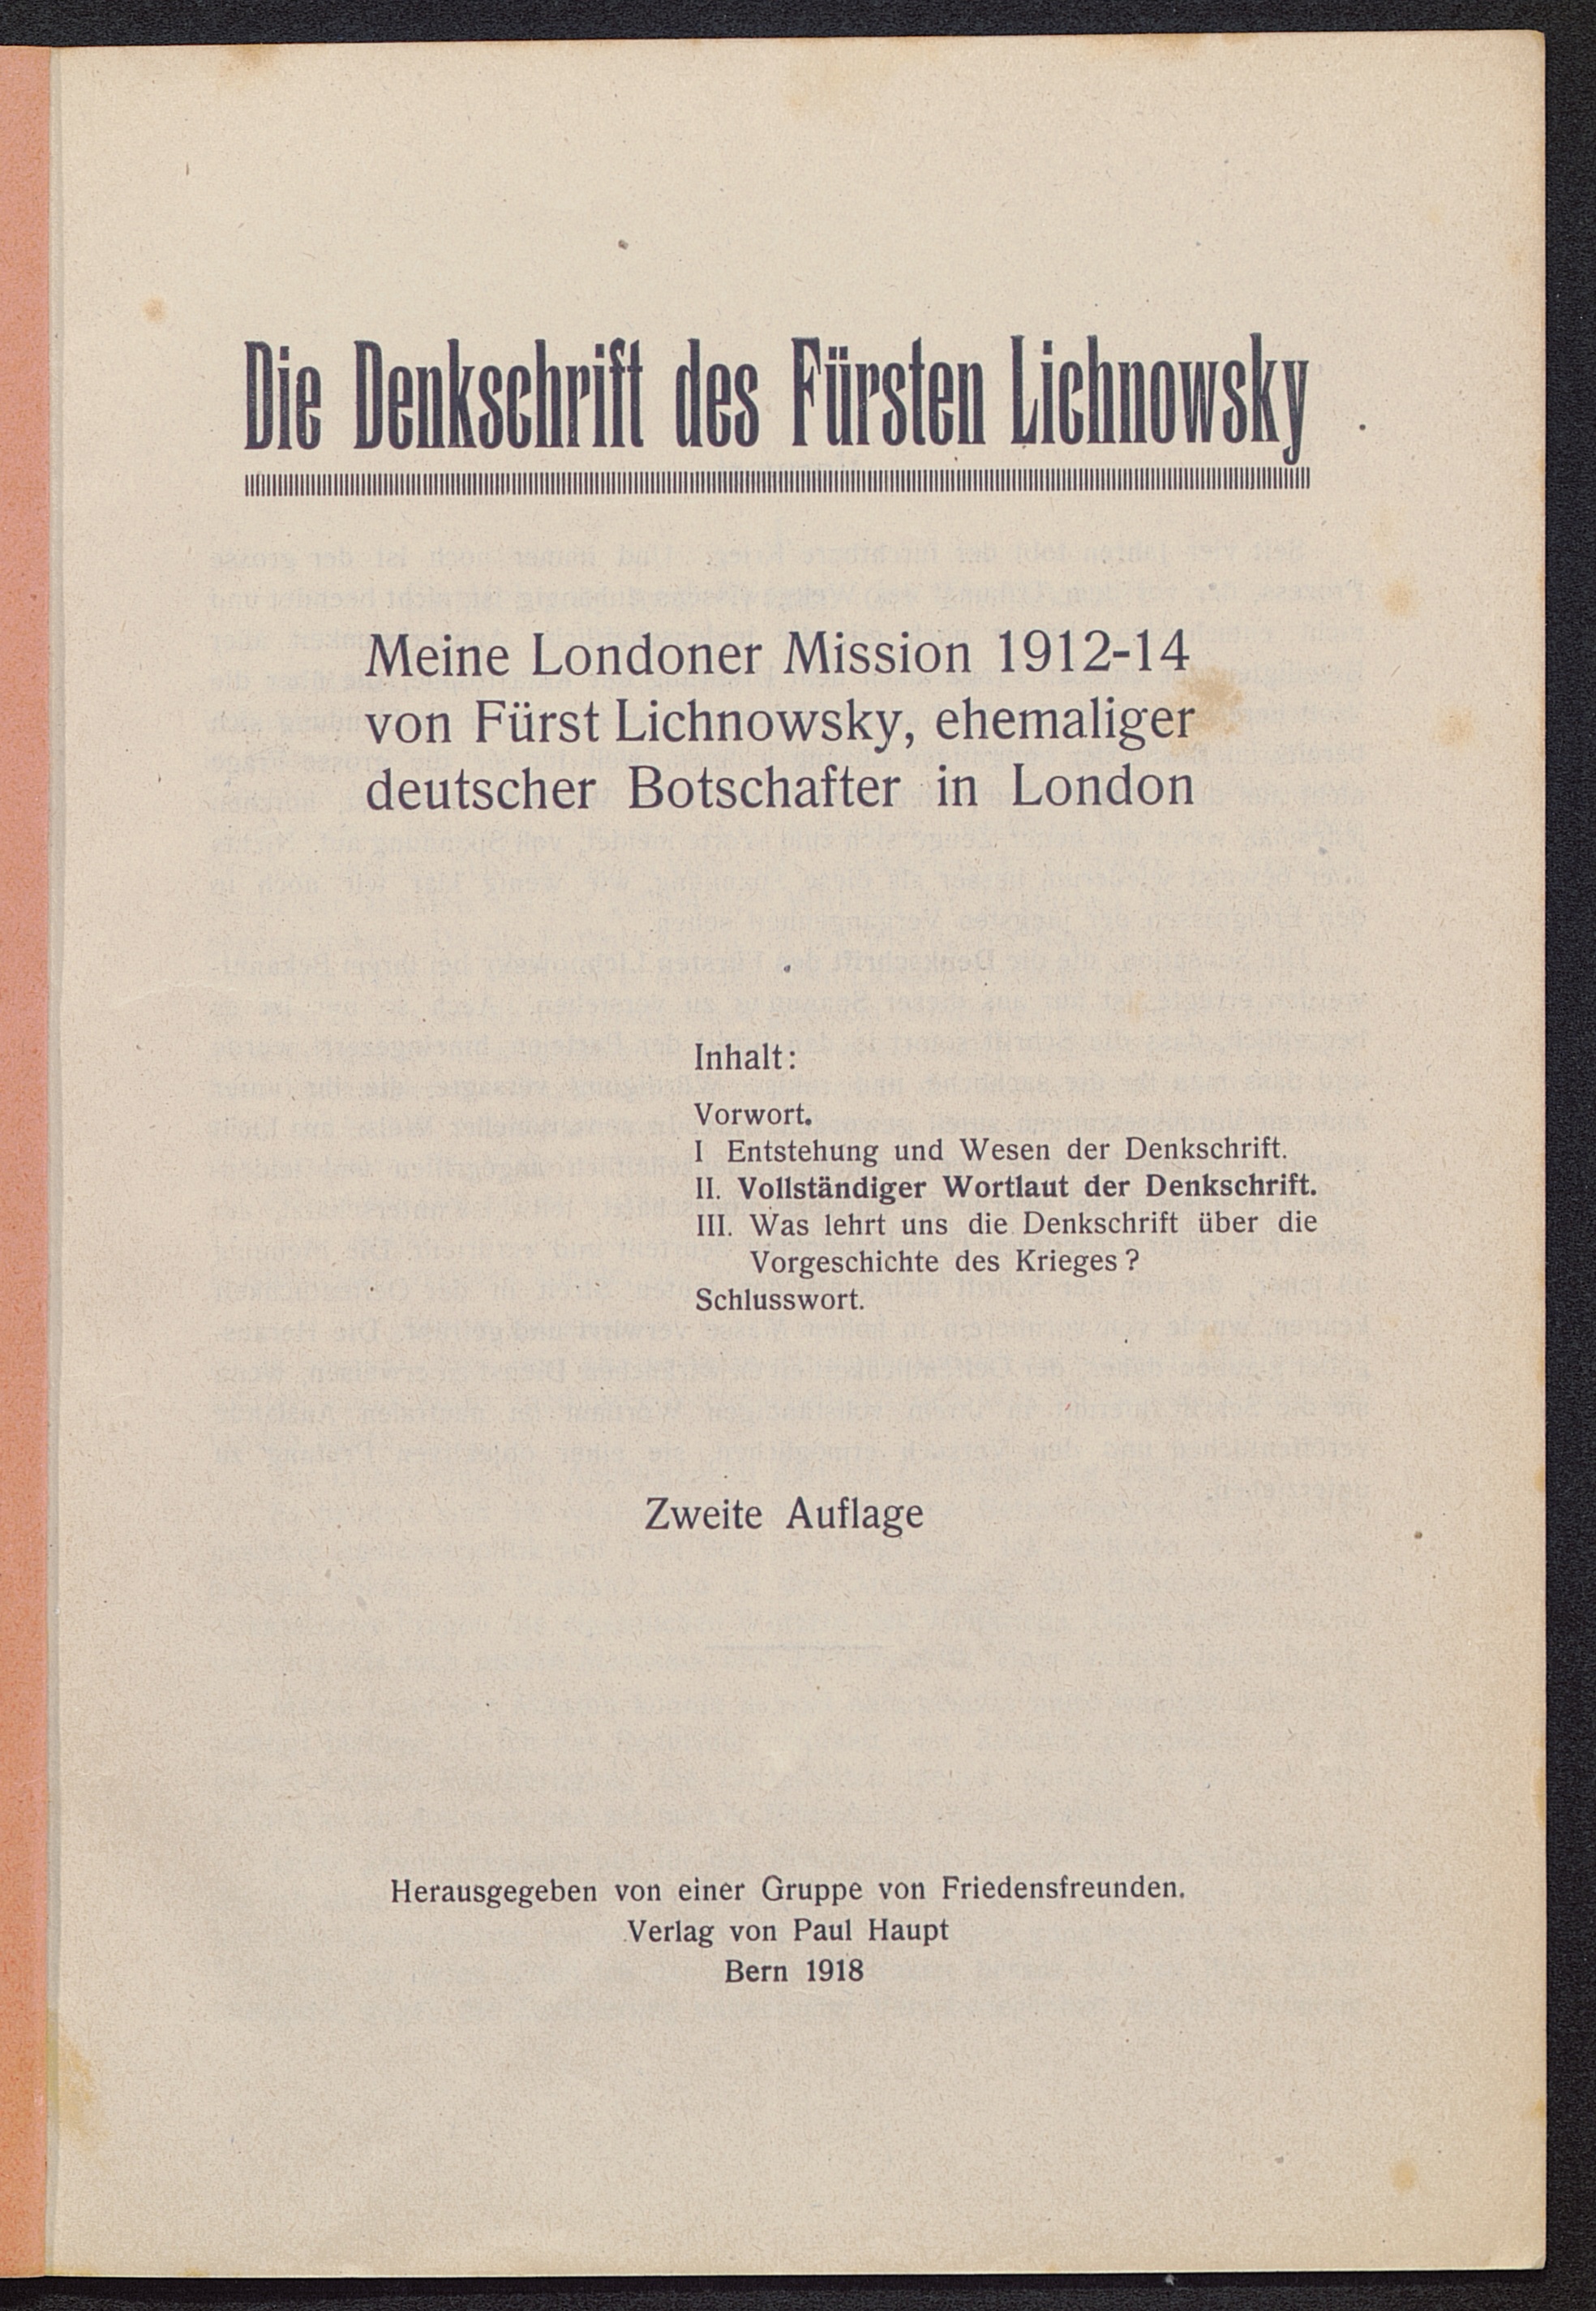 Die Denkschrift des Fürsten Lichnowsky
Meine Londoner Mission 1912-14
von Fürst Lichnowsky, ehemaliger
deutscher Botschafter in London
Inhalt:
Vorwort.
I Entstehung und Wesen der Denkschrift.
II. Vollständiger Wortlaut der Denkschrift.
III. Was lehrt uns die Denkschrift über die
Vorgeschichte des Krieges?
Schlusswort.
Zweite Auflage
Herausgegeben von einer Gruppe von Friedensfreunden.
Verlag von Paul Haupt
Bern 1918